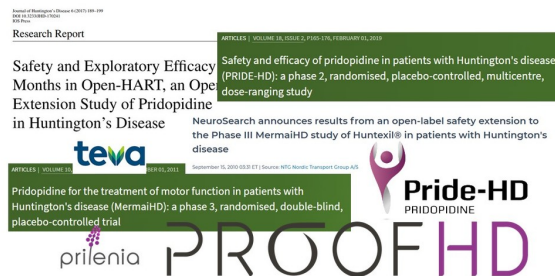 Journal of Huntington's Disease 6 (2017) 189–199
DOI 10.3233/JHD-170241
IOS Press
Research Report
Safety and Exploratory Efficacy
Months in Open-HART, an Ope
Extension Study of Pridopidine
in Huntington's Disease
ARTICLES | VOLUME 18, ISSUE 2, P165-176, FEBRUARY 01, 2019
Safety and efficacy of pridopidine in patients with Huntington's disease
(PRIDE-HD): a phase 2, randomised, placebo-controlled, multicentre,
dose-ranging study
NeuroSearch announces results from an open-label safety extension to
the Phase III MermaiHD study of Huntexil® in patients with Huntington's
disease
September 15, 2010 03:31 ET | Source: NTG Nordic Transport Group A/S
teva
ARTICLES | VOLUME 10, BER 01, 2011
Pridopidine for the treatment of motor function in patients with
Huntington's disease (MermaiHD): a phase 3, randomised, double-blind,
placebo-controlled trial
Pride-HD
PRIDOPIDINE
prilenia
PROOFHD